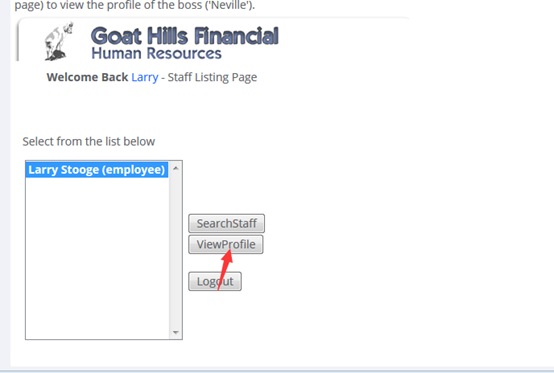 page) to view the profile of the boss ('Neville').
Goat Hills Financial
Human Resources
Welcome Back Larry - Staff Listing Page
Select from the list below
Larry Stooge (employee)
SearchStaff
ViewProfile
Logout